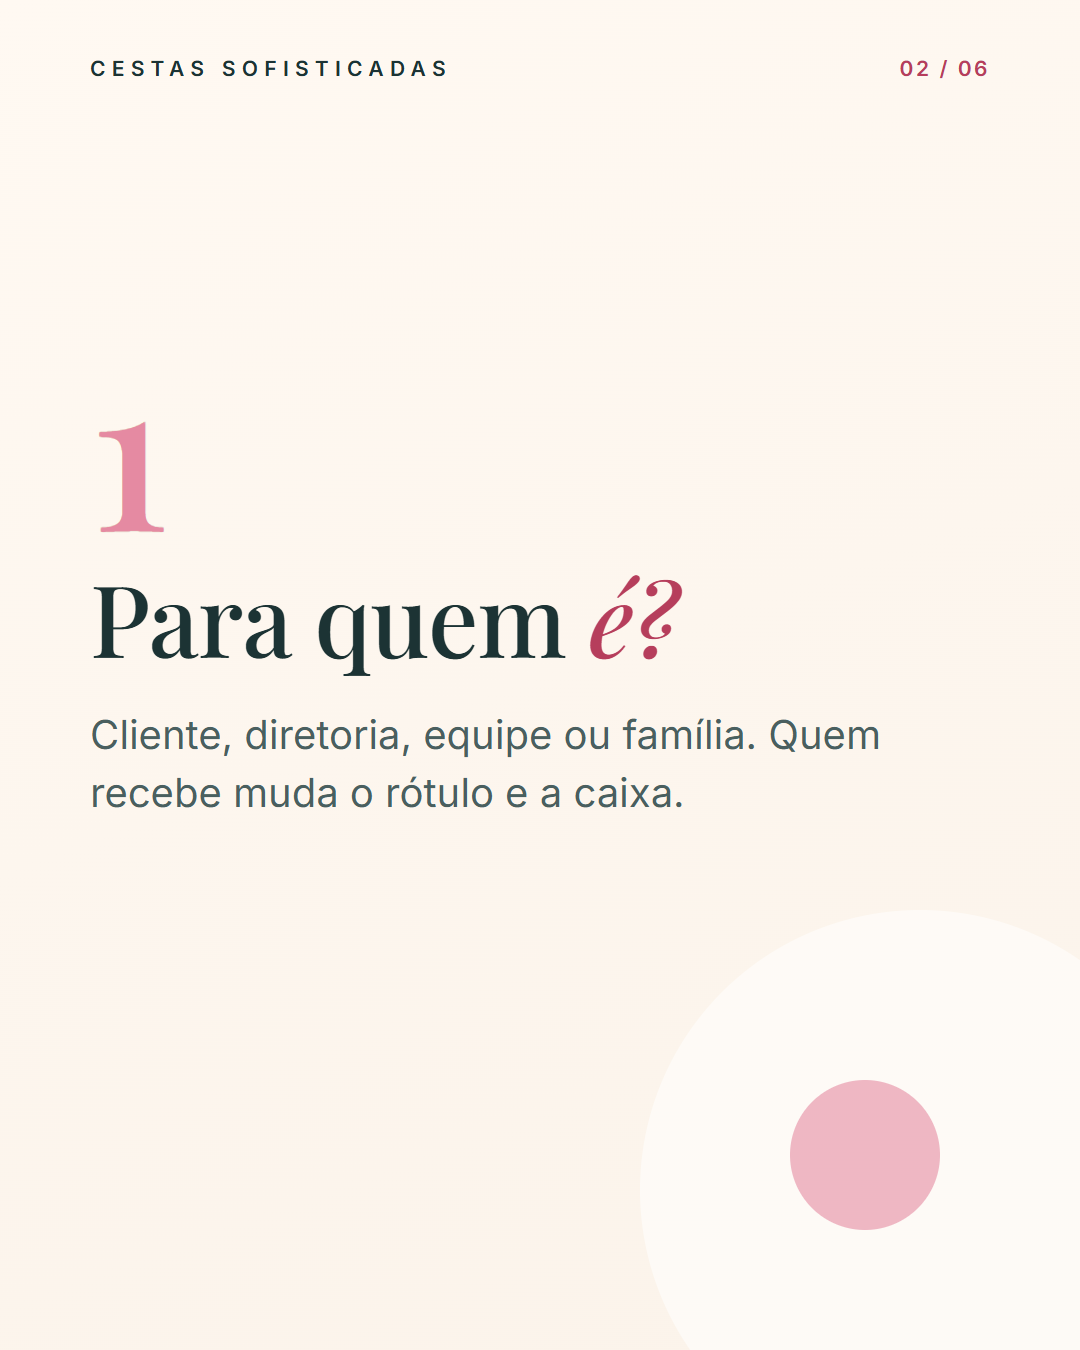 CESTAS SOFISTICADAS
02 / 06
1
Para quem é?
Cliente, diretoria, equipe ou família. Quem
recebe muda o rótulo e a caixa.